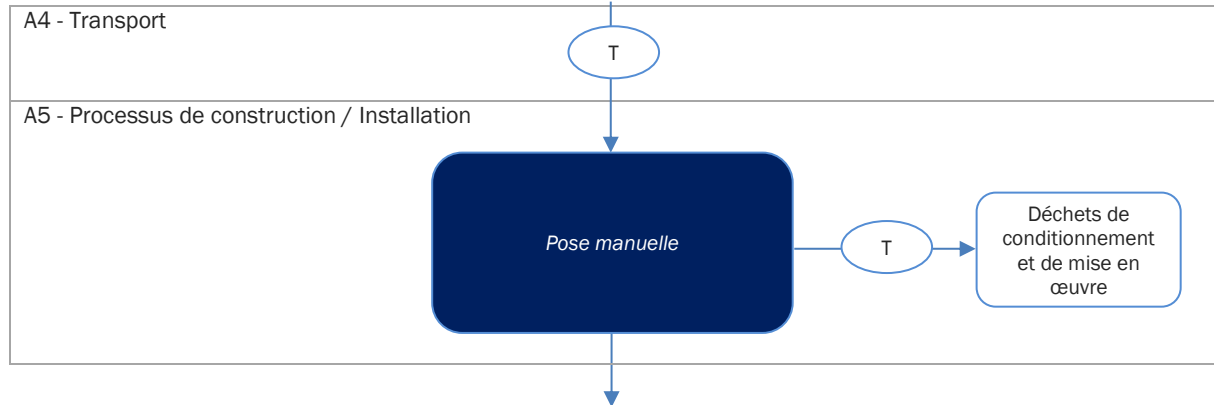 A4 - Transport
T
A5 - Processus de construction / Installation
Pose manuelle
T
Déchets de
conditionnement
et de mise en
œuvre